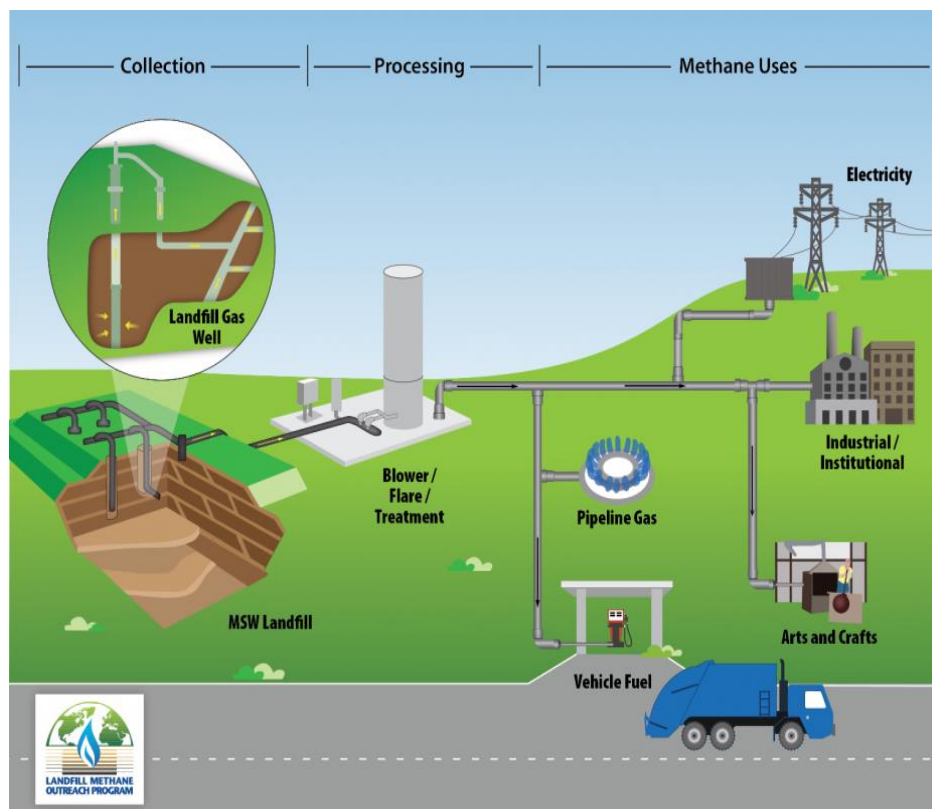 Collection
Processing
Methane Uses
Electricity
Landfill Gas
Well
Industrial /
Institutional
Blower /
Flare /
Treatment
Pipeline Gas
MSW Landfill
Arts and Crafts
Vehicle Fuel
LANDFILL METHANE
OUTREACH PROGRAM